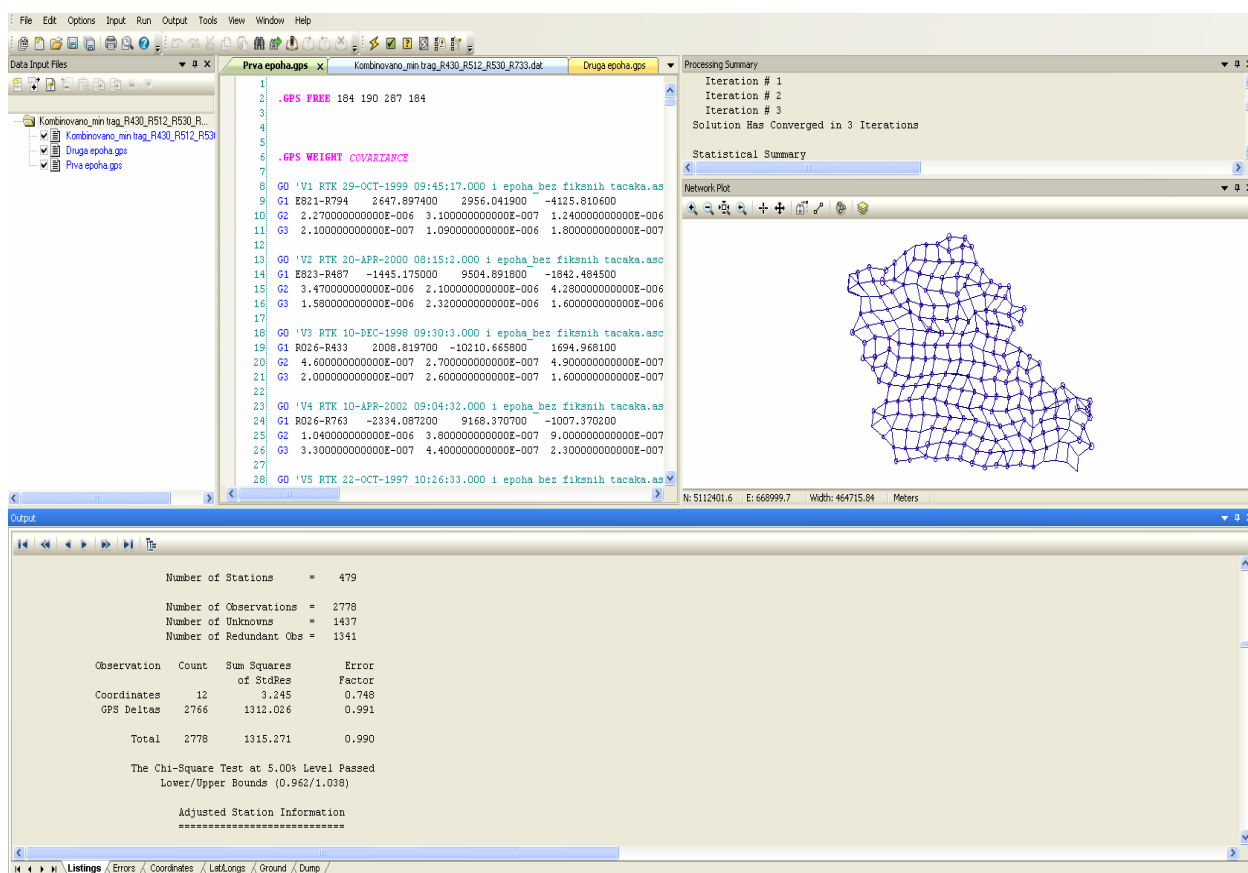 File Edit Options Input Run Output Tools View Window Help
Data Input Files
Kombinovano_min trag_R430_R512_R530_R...
Kombinovano_min trag_R430_R512_R53
Druga epoha.gps
Prva epoha.gps
Prva epoha.gps x Kombinovano_min trag_R430_R512_R530_R733.dat Druga epoha.gps
1
2 .GPS FREE 184 190 287 184
3
4
5
6 .GPS WEIGHT COVARIANCE
7
8 G0 'V1 RTK 29-OCT-1999 09:45:17.000 i epoha_bez fiksnih tacaka.asc
9 G1 E821-R794 2647.897400 2956.041900 -4125.810600
10 G2 2.270000000000E-006 3.100000000000E-007 1.240000000000E-006
11 G3 2.100000000000E-007 1.090000000000E-006 1.800000000000E-007
12
13 G0 'V2 RTK 20-APR-2000 08:15:2.000 i epoha_bez fiksnih tacaka.asc
14 G1 E823-R487 -1445.175000 9504.891800 -1842.484500
15 G2 3.470000000000E-006 2.100000000000E-006 4.280000000000E-006
16 G3 1.580000000000E-006 2.320000000000E-006 1.600000000000E-006
17
18 G0 'V3 RTK 10-DEC-1998 09:30:3.000 i epoha_bez fiksnih tacaka.asc
19 G1 R026-R433 2008.819700 -10210.665800 1694.968100
20 G2 4.600000000000E-007 2.700000000000E-007 4.900000000000E-007
21 G3 2.000000000000E-007 2.600000000000E-007 1.600000000000E-007
22
23 G0 'V4 RTK 10-APR-2002 09:04:32.000 i epoha_bez fiksnih tacaka.as
24 G1 R026-R763 -2334.087200 9168.370700 -1007.370200
25 G2 1.040000000000E-006 3.800000000000E-007 9.000000000000E-007
26 G3 3.300000000000E-007 4.400000000000E-007 2.300000000000E-007
27
28 G0 'V5 RTK 22-OCT-1997 10:26:33.000 i epoha_bez fiksnih tacaka.as
Processing Summary
Iteration # 1
Iteration # 2
Iteration # 3
Solution Has Converged in 3 Iterations
Statistical Summary
Network Plot
N: 5112401.6 E: 668999.7 Width: 464715.84 Meters
Output
Number of Stations = 479
Number of Observations = 2778
Number of Unknowns = 1437
Number of Redundant Obs = 1341
Observation Count Sum Squares Error
of StdRes Factor
Coordinates 12 3.245 0.748
GPS Deltas 2766 1312.026 0.991
Total 2778 1315.271 0.990
The Chi-Square Test at 5.00% Level Passed
Lower/Upper Bounds (0.962/1.038)
Adjusted Station Information
============================
Listings Errors Coordinates Lat/Longs Ground Dump